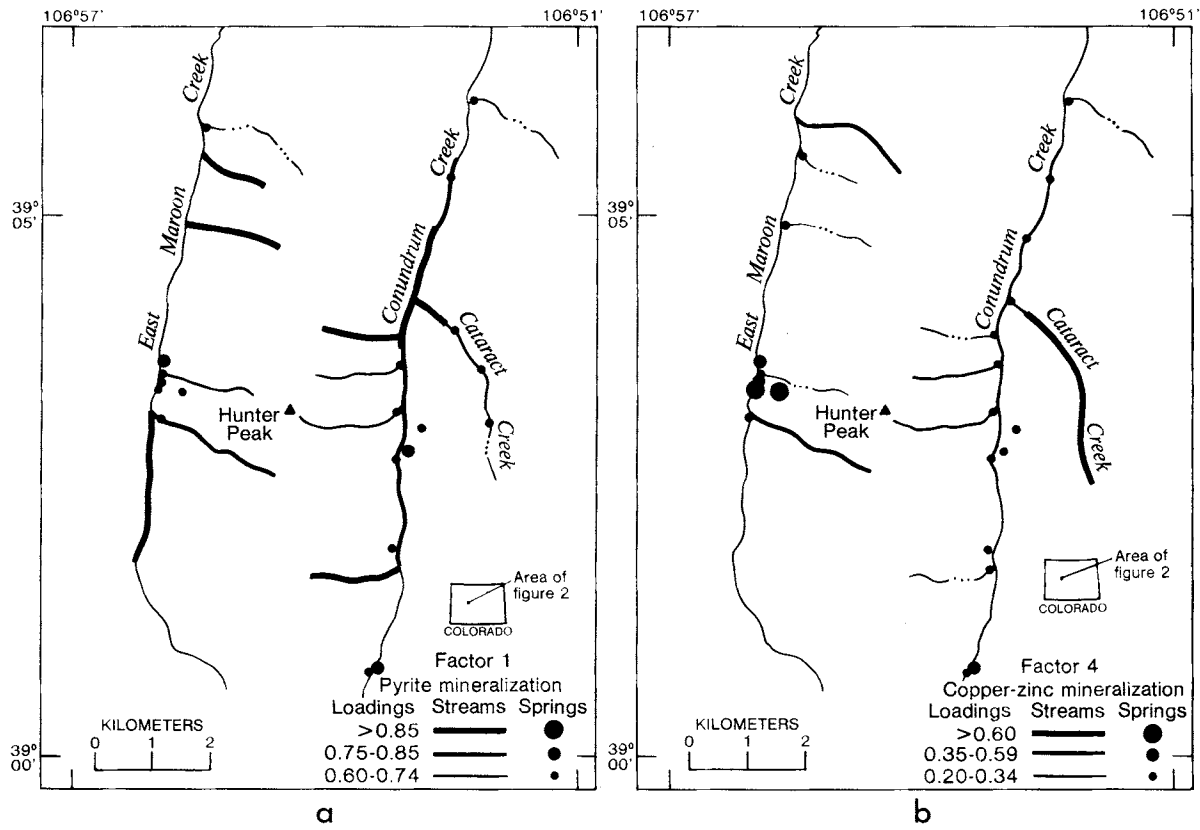 106°57'
106°51'
Creek
Creek
Maroon
Conundrum
East
Cataract
Creek
39°
05'
Hunter
Peak
Area of
figure 2
COLORADO
Factor 1
Pyrite mineralization
Loadings Streams Springs
>0.85
0.75-0.85
0.60-0.74
KILOMETERS
0 1 2
39°
00'
a
106°57'
106°51'
Creek
Creek
Maroon
Conundrum
East
Cataract
Creek
39°
05'
Hunter
Peak
Area of
figure 2
COLORADO
Factor 4
Copper-zinc mineralization
Loadings Streams Springs
>0.60
0.35-0.59
0.20-0.34
KILOMETERS
0 1 2
39°
00'
b